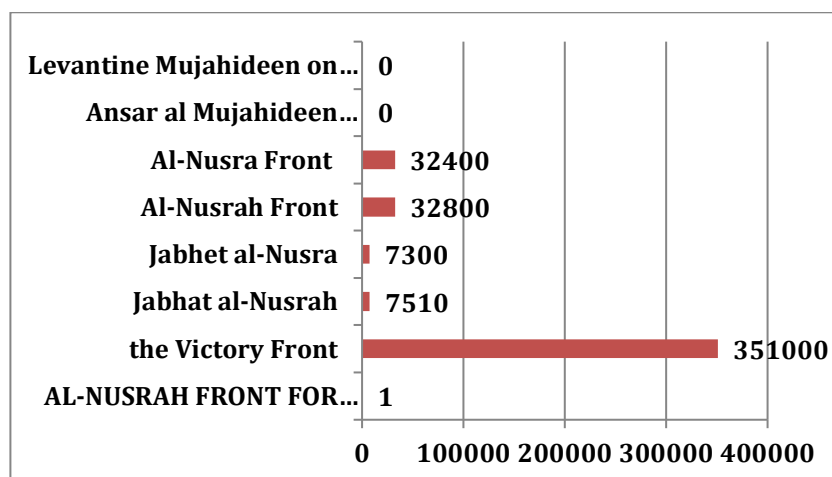 Levantine Mujahideen on... 0
Ansar al Mujahideen... 0
Al-Nusra Front 32400
Al-Nusrah Front 32800
Jabhet al-Nusra 7300
Jabhat al-Nusrah 7510
the Victory Front 351000
AL-NUSRAH FRONT FOR... 1
0 100000 200000 300000 400000